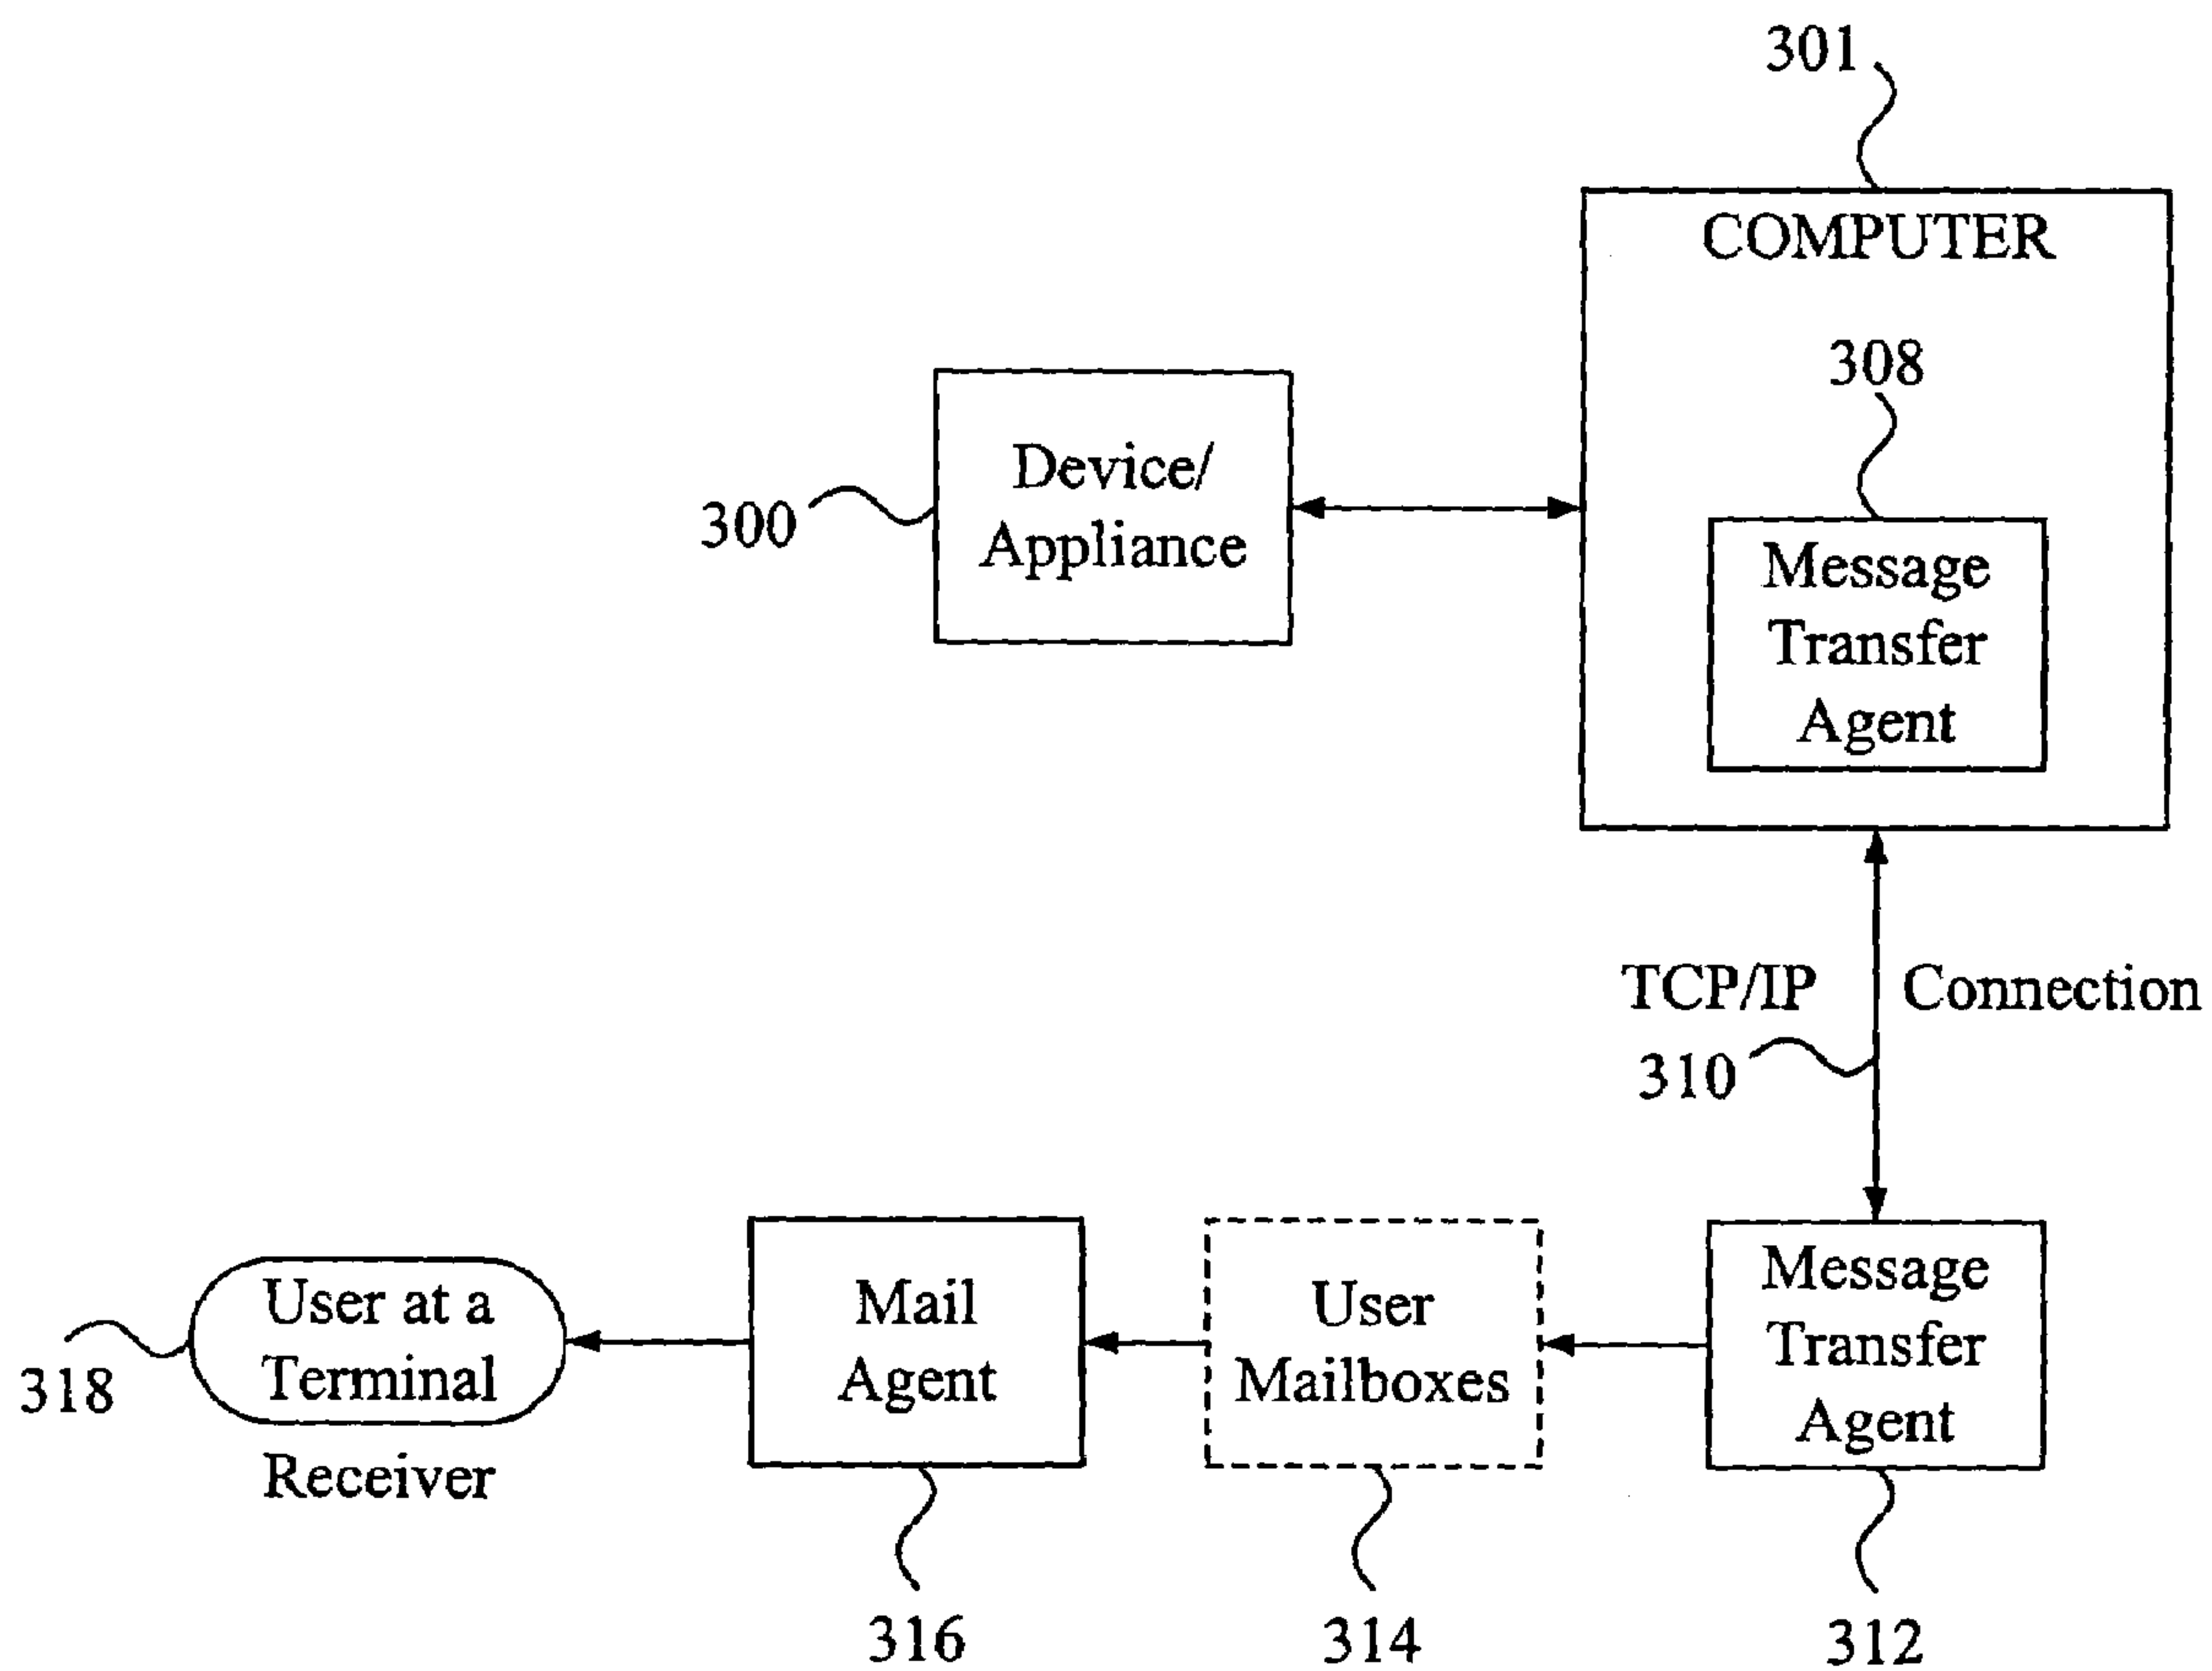 301
COMPUTER
308
Message
Transfer
Agent
300
Device/
Appliance
TCP/IP Connection
310
User at a
Terminal
318
Receiver
Mail
Agent
User
Mailboxes
Message
Transfer
Agent
316
314
312